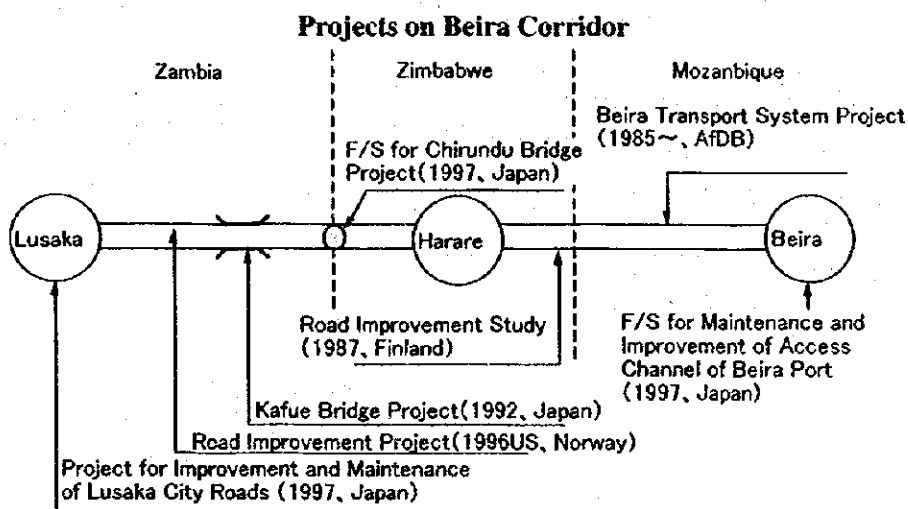 Projects on Beira Corridor
Zambia
Zimbabwe
Mozanbique
Beira Transport System Project
(1985～、AfDB)
F/S for Chirundu Bridge
Project(1997、Japan)
Lusaka
Harare
Beira
Road Improvement Study
(1987、Finland)
F/S for Maintenance and
Improvement of Access
Channel of Beira Port
(1997、Japan)
Kafue Bridge Project(1992、Japan)
Road Improvement Project(1996US、Norway)
Project for Improvement and Maintenance
of Lusaka City Roads (1997、Japan)